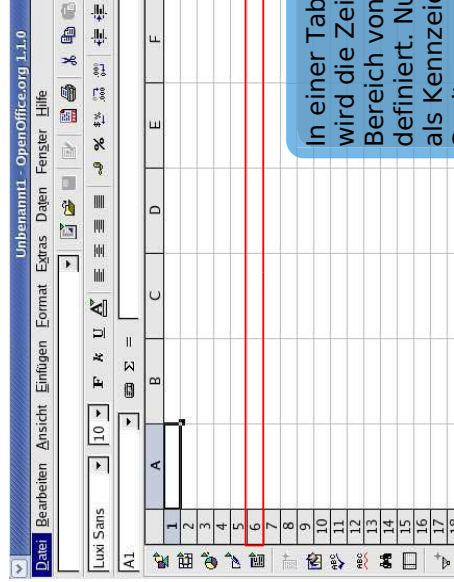 Unbenannt1 - OpenOffice.org 1.1.0
Datei Bearbeiten Ansicht Einfügen Format Extras Daten Fenster Hilfe
Luxi Sans 10 F k U A
A1 Σ =
A B C D E F
1
2
3
4
5
6
7
8
9
10
11
12
13
14
15
16
17
18
In einer Tab
wird die Zei
Bereich von
definiert. Nu
als Kennzeic